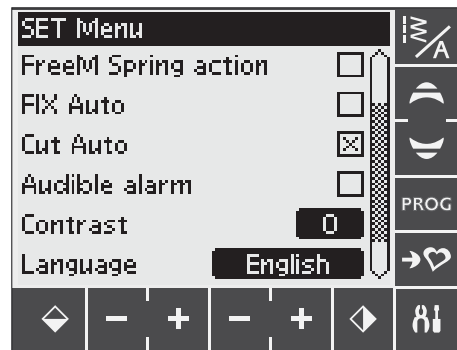 SET Menu
FreeM Spring action
FIX Auto
Cut Auto
Audible alarm
Contrast 0
Language English
A
PROG
− + − +